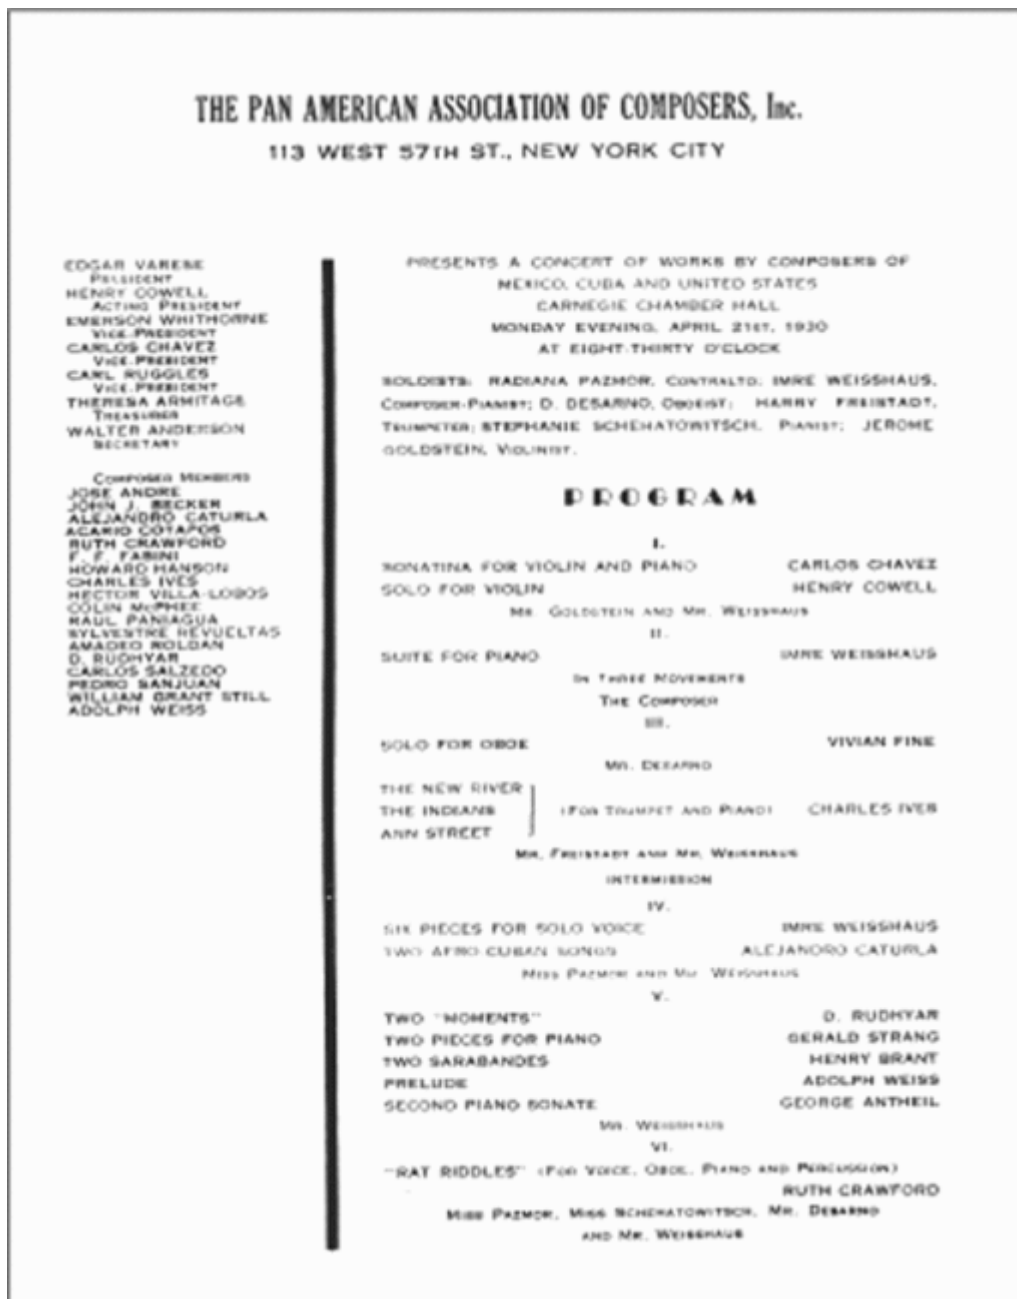 THE PAN AMERICAN ASSOCIATION OF COMPOSERS, Inc.
113 WEST 57TH ST., NEW YORK CITY
EDGAR VARESE
PRESIDENT
HENRY COWELL
ACTING PRESIDENT
EMERSON WHITHORNE
VICE-PRESIDENT
CARLOS CHAVEZ
VICE-PRESIDENT
CARL RUGGLES
VICE-PRESIDENT
THERESA ARMITAGE
TREASURER
WALTER ANDERSON
SECRETARY
COMPOSER MEMBERS
JOSE ANDRE
JOHN J. BECKER
ALEJANDRO CATURLA
ACARIO COTAPOS
RUTH CRAWFORD
F. F. FABINI
HOWARD HANSON
CHARLES IVES
HECTOR VILLA-LOBOS
COLIN McPHEE
RAUL PANIAGUA
SYLVESTRE REVUELTAS
AMADEO ROLDAN
D. RUDHYAR
CARLOS SALZEDO
PEDRO SANJUAN
WILLIAM GRANT STILL
ADOLPH WEISS
PRESENTS A CONCERT OF WORKS BY COMPOSERS OF
MEXICO, CUBA AND UNITED STATES
CARNEGIE CHAMBER HALL
MONDAY EVENING, APRIL 21ST, 1930
AT EIGHT-THIRTY O'CLOCK
SOLOISTS: RADIANA PAZMOR, CONTRALTO; IMRE WEISSHAUS,
COMPOSER-PIANIST; D. DESARNO, OBOEIST; HARRY FREISTADT,
TRUMPETER; STEPHANIE SCHEHATOWITSCH, PIANIST; JEROME
GOLDSTEIN, VIOLINIST.
PROGRAM
I.
SONATINA FOR VIOLIN AND PIANO CARLOS CHAVEZ
SOLO FOR VIOLIN HENRY COWELL
MR. GOLDSTEIN AND MR. WEISSHAUS
II.
SUITE FOR PIANO IMRE WEISSHAUS
IN THREE MOVEMENTS
THE COMPOSER
III.
SOLO FOR OBOE VIVIAN FINE
MR. DESARNO
THE NEW RIVER
THE INDIANS (FOR TRUMPET AND PIANO) CHARLES IVES
ANN STREET
MR. FREISTADT AND MR. WEISSHAUS
INTERMISSION
IV.
SIX PIECES FOR SOLO VOICE IMRE WEISSHAUS
TWO AFRO-CUBAN SONGS ALEJANDRO CATURLA
MISS PAZMOR AND MR. WEISSHAUS
V.
TWO "MOMENTS" D. RUDHYAR
TWO PIECES FOR PIANO GERALD STRANG
TWO SARABANDES HENRY BRANT
PRELUDE ADOLPH WEISS
SECOND PIANO SONATE GEORGE ANTHEIL
MR. WEISSHAUS
VI.
"RAT RIDDLES" (FOR VOICE, OBOE, PIANO AND PERCUSSION)
RUTH CRAWFORD
MISS PAZMOR, MISS SCHEHATOWITSCH, MR. DESARNO
AND MR. WEISSHAUS